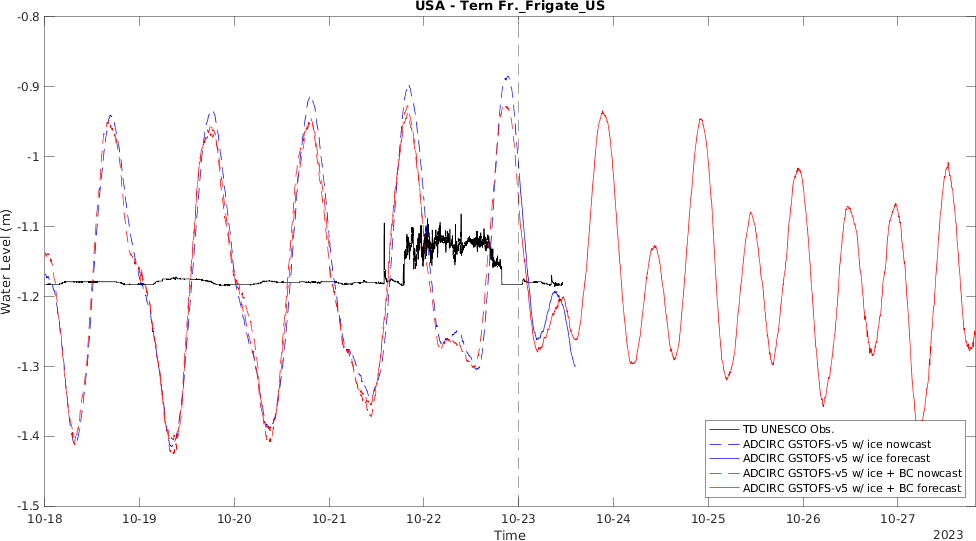 USA - Tern Fr._Frigate_US
Water Level (m)
-0.8
-0.9
-1
-1.1
-1.2
-1.3
-1.4
-1.5
TD UNESCO Obs.
ADCIRC GSTOFS-v5 w/ ice nowcast
ADCIRC GSTOFS-v5 w/ ice forecast
ADCIRC GSTOFS-v5 w/ ice + BC nowcast
ADCIRC GSTOFS-v5 w/ ice + BC forecast
10-18 10-19 10-20 10-21 10-22 10-23 10-24 10-25 10-26 10-27
Time
2023